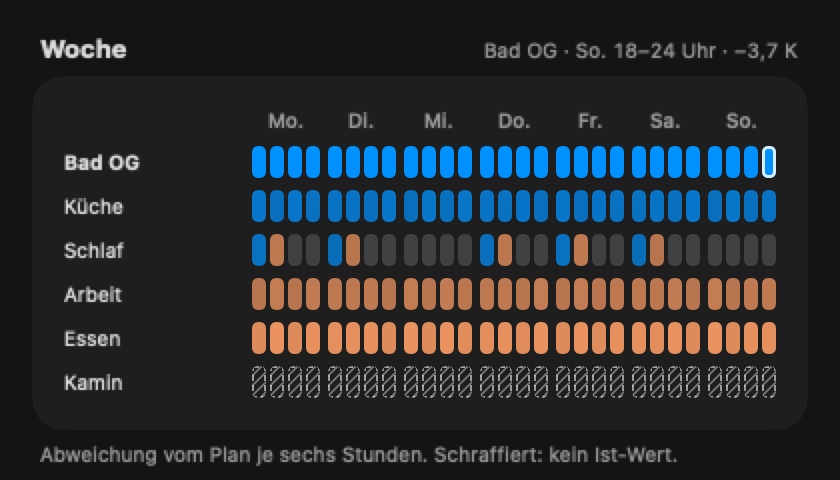 Woche
Bad OG · So. 18–24 Uhr · −3,7 K
Mo. Di. Mi. Do. Fr. Sa. So.
Bad OG
Küche
Schlaf
Arbeit
Essen
Kamin
Abweichung vom Plan je sechs Stunden. Schraffiert: kein Ist-Wert.